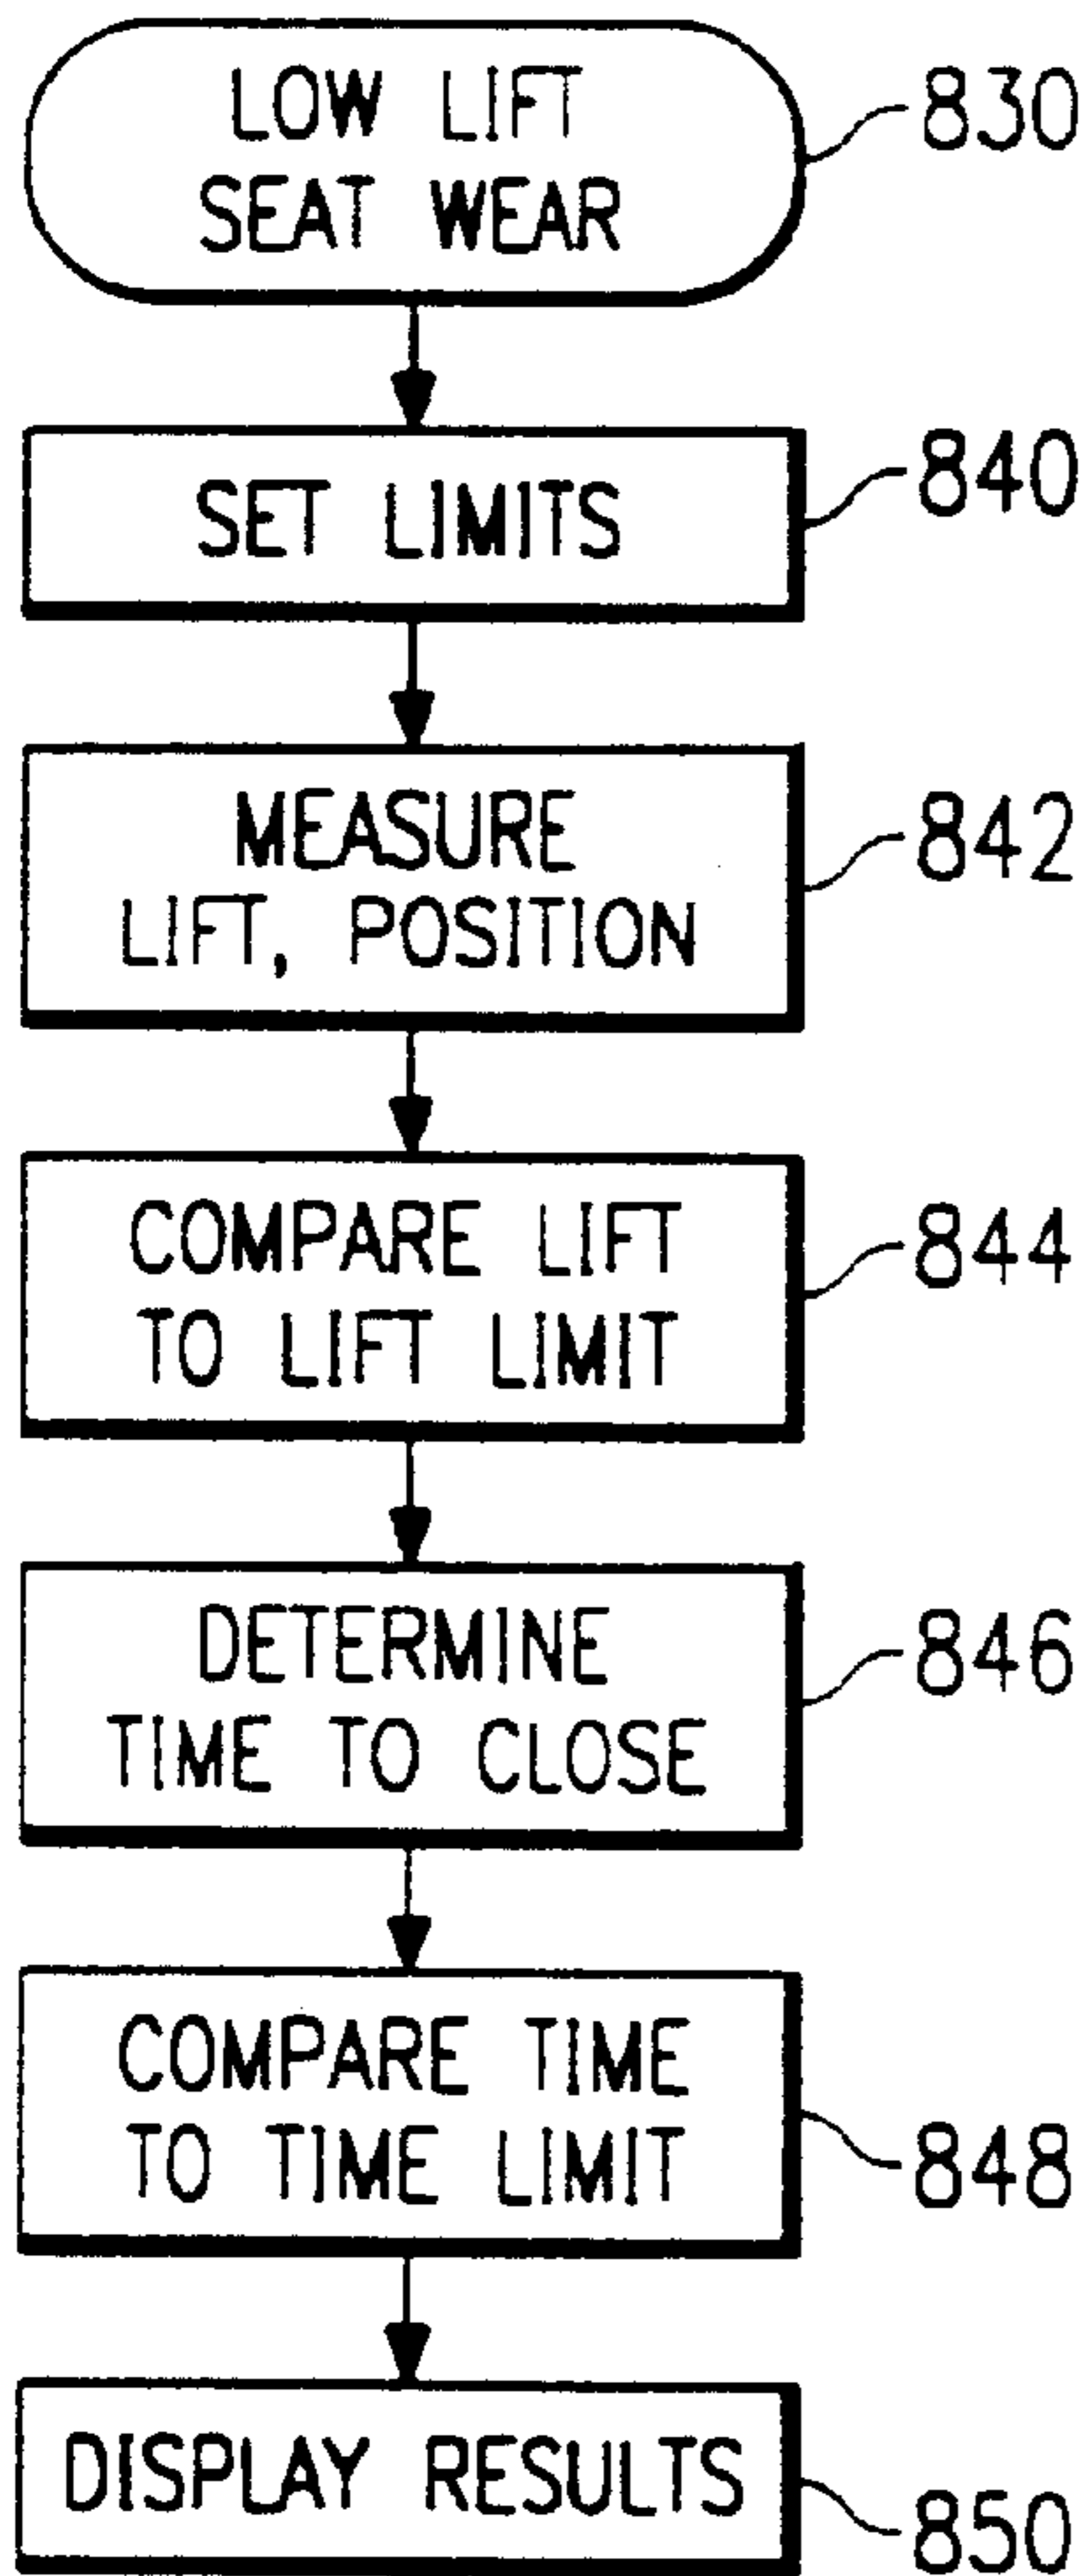 LOW LIFT
SEAT WEAR
830
SET LIMITS
840
MEASURE
LIFT, POSITION
842
COMPARE LIFT
TO LIFT LIMIT
844
DETERMINE
TIME TO CLOSE
846
COMPARE TIME
TO TIME LIMIT
848
DISPLAY RESULTS
850